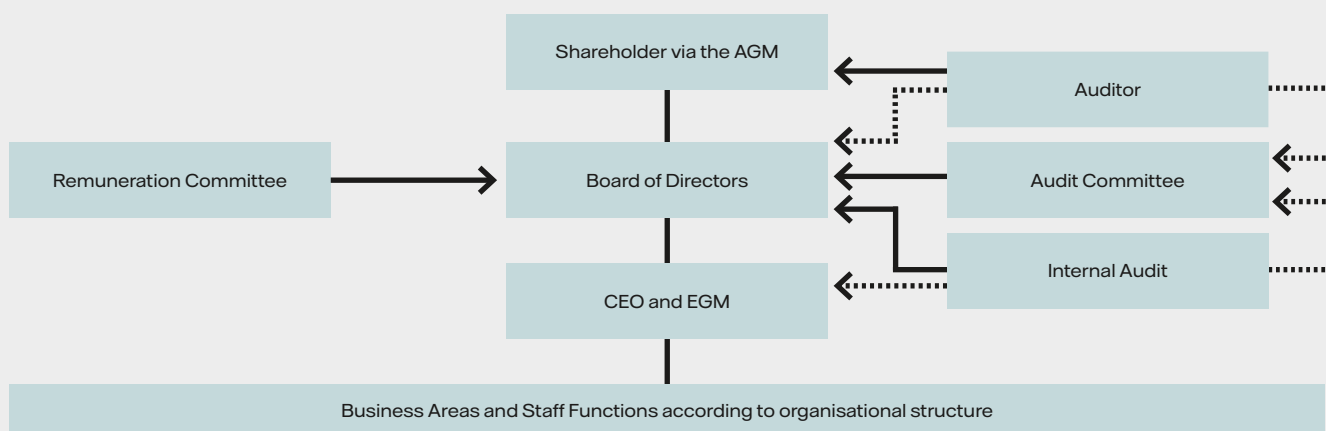 Shareholder via the AGM
Auditor
Remuneration Committee
Board of Directors
Audit Committee
Internal Audit
CEO and EGM
Business Areas and Staff Functions according to organisational structure